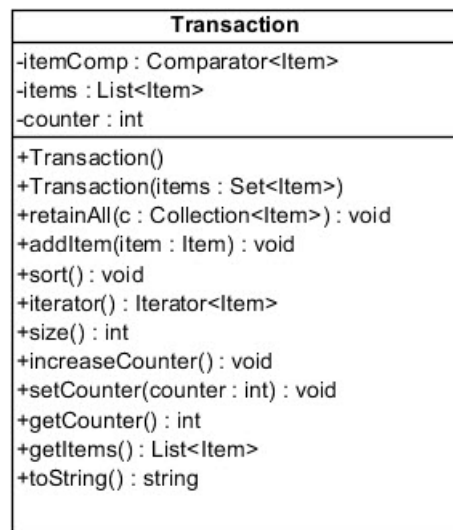 Transaction
-itemComp : Comparator<Item>
-items : List<Item>
-counter : int
+Transaction()
+Transaction(items : Set<Item>)
+retainAll(c : Collection<Item>) : void
+addItem(item : Item) : void
+sort() : void
+iterator() : Iterator<Item>
+size() : int
+increaseCounter() : void
+setCounter(counter : int) : void
+getCounter() : int
+getItems() : List<Item>
+toString() : string